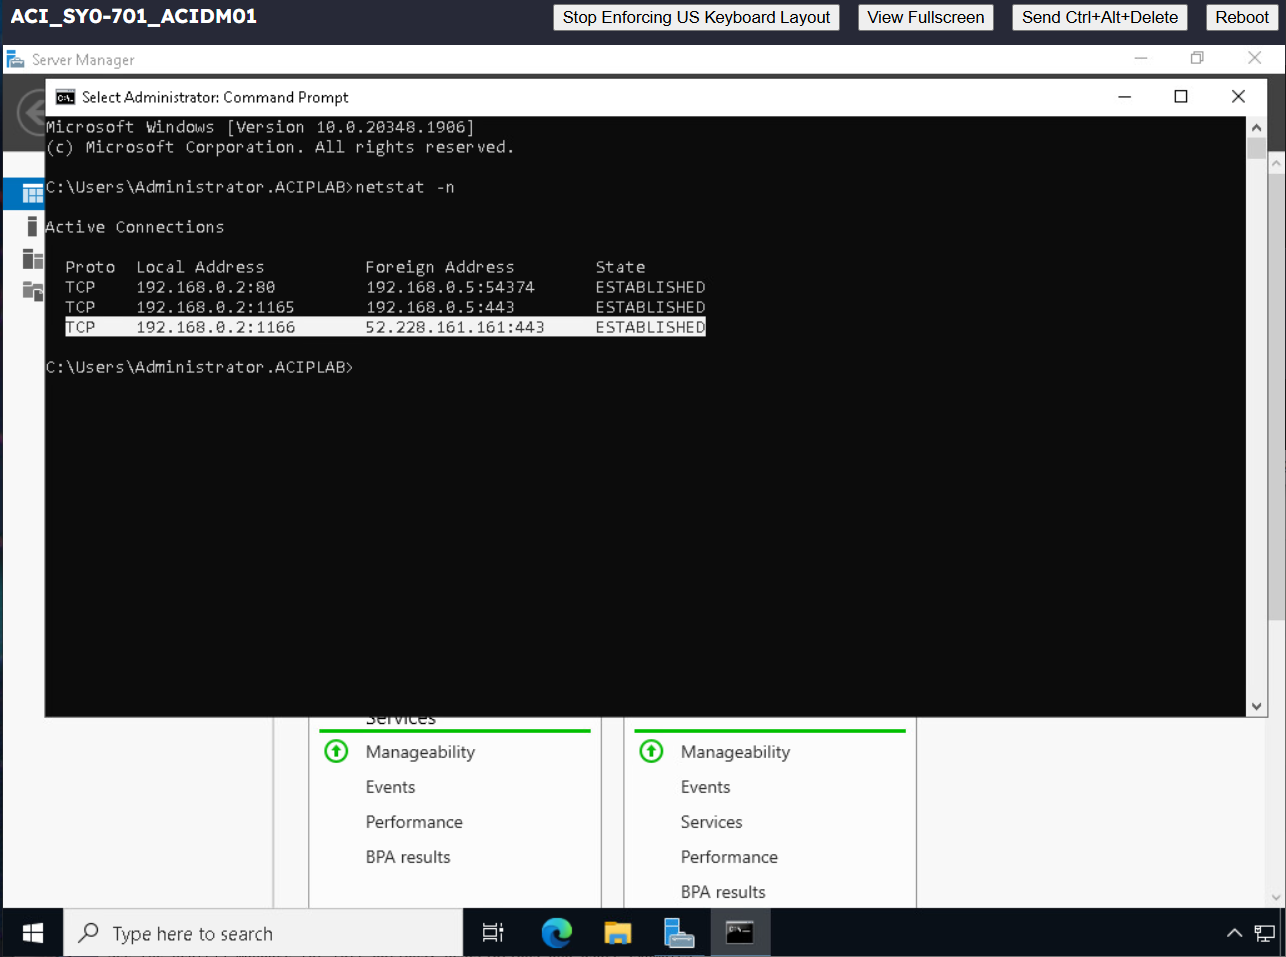 ACI_SY0-701_ACIDM01
Stop Enforcing US Keyboard Layout
View Fullscreen
Send Ctrl+Alt+Delete
Reboot
Server Manager
Select Administrator: Command Prompt
Microsoft Windows [Version 10.0.20348.1906]
(c) Microsoft Corporation. All rights reserved.
C:\Users\Administrator.ACIPLAB>netstat -n
Active Connections
Proto  Local Address          Foreign Address        State
TCP    192.168.0.2:80         192.168.0.5:54374      ESTABLISHED
TCP    192.168.0.2:1165       192.168.0.5:443        ESTABLISHED
TCP    192.168.0.2:1166       52.228.161.161:443     ESTABLISHED
C:\Users\Administrator.ACIPLAB>
Services
Manageability
Events
Performance
BPA results
Manageability
Events
Services
Performance
BPA results
Type here to search